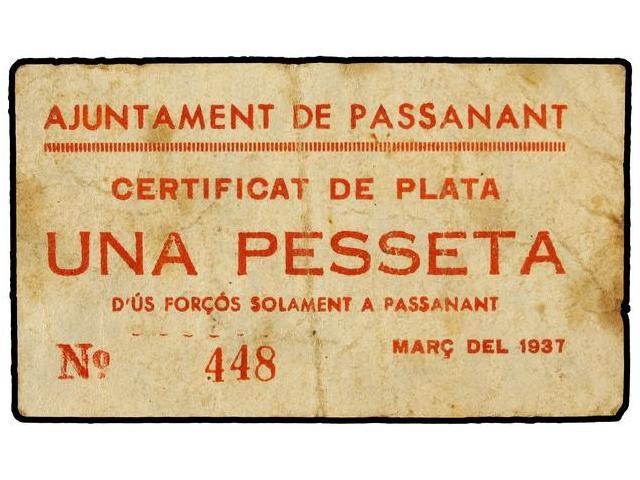 AJUNTAMENT DE PASSANANT
CERTIFICAT DE PLATA
UNA PESSETA
D'ÚS FORÇÓS SOLAMENT A PASSANANT
Nº 448
MARÇ DEL 1937